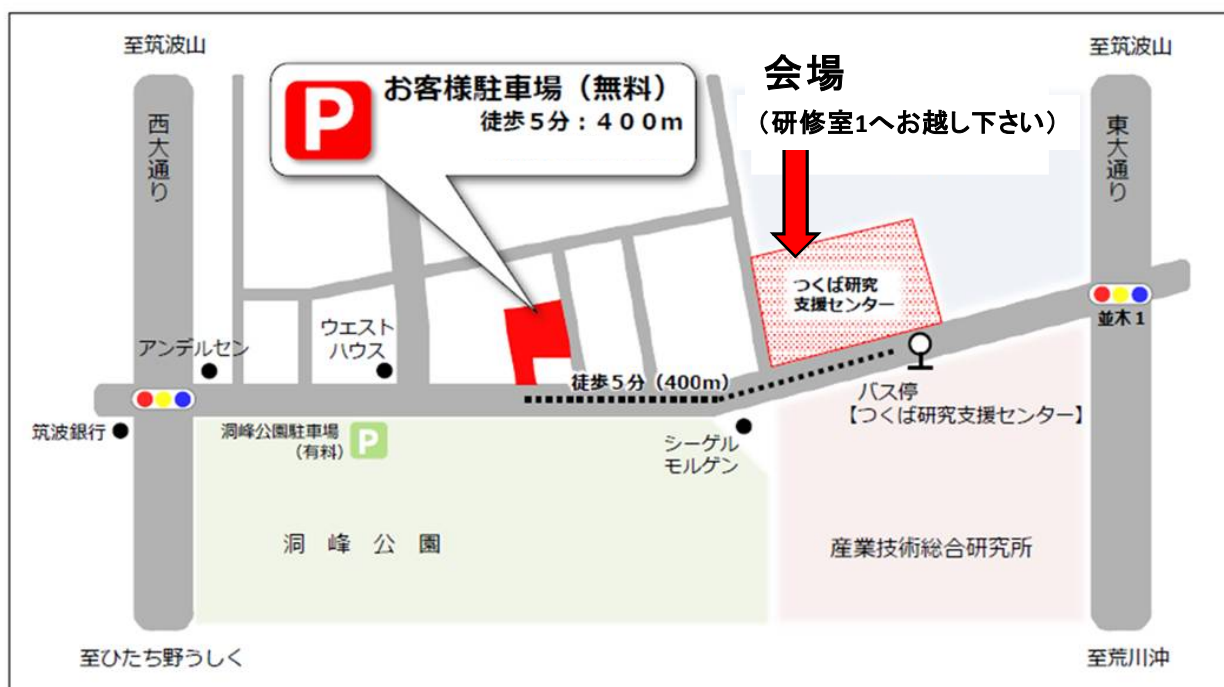 至筑波山
至筑波山
会場
(研修室1へお越し下さい)
P
お客様駐車場(無料)
徒歩5分:400m
西大通り
東大通り
つくば研究
支援センター
並木1
ウエスト
ハウス
アンデルセン
徒歩5分(400m)
バス停
【つくば研究支援センター】
筑波銀行
洞峰公園駐車場
(有料)
P
シーゲル
モルゲン
洞峰公園
産業技術総合研究所
至ひたち野うしく
至荒川沖